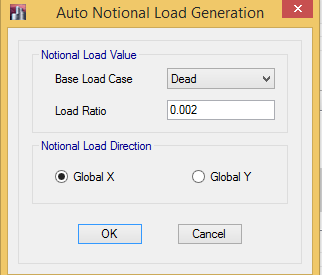 Auto Notional Load Generation
Notional Load Value
Base Load Case Dead
Load Ratio 0.002
Notional Load Direction
Global X Global Y
OK Cancel